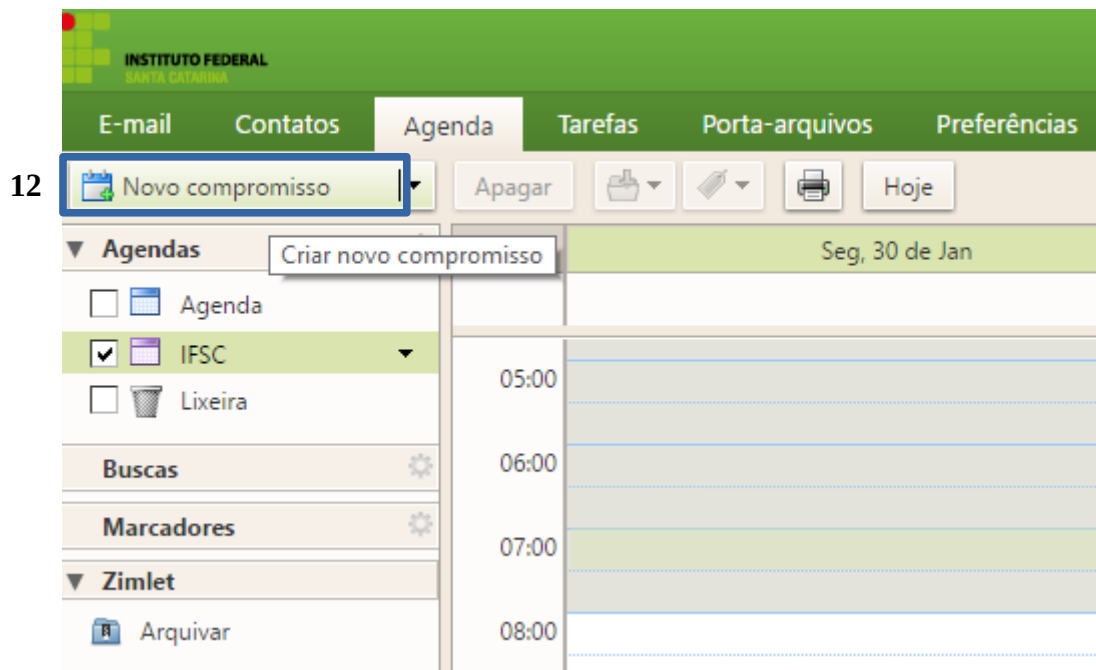 INSTITUTO FEDERAL
SANTA CATARINA
E-mail Contatos Agenda Tarefas Porta-arquivos Preferências
12 Novo compromisso Apagar Hoje
Agendas
Criar novo compromisso
Seg, 30 de Jan
Agenda
IFSC
05:00
Lixeira
Buscas
06:00
Marcadores
07:00
Zimlet
Arquivar
08:00